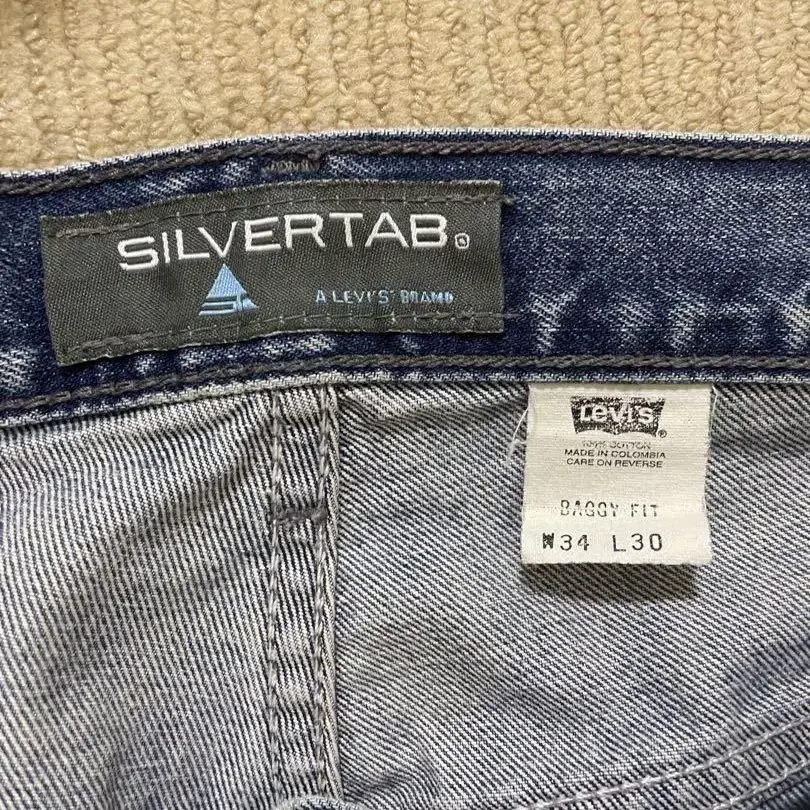 SILVERTAB®
A LEVI'S® BRAND
Levi's®
100% COTTON
MADE IN COLOMBIA
CARE ON REVERSE
BAGGY FIT
W34 L30